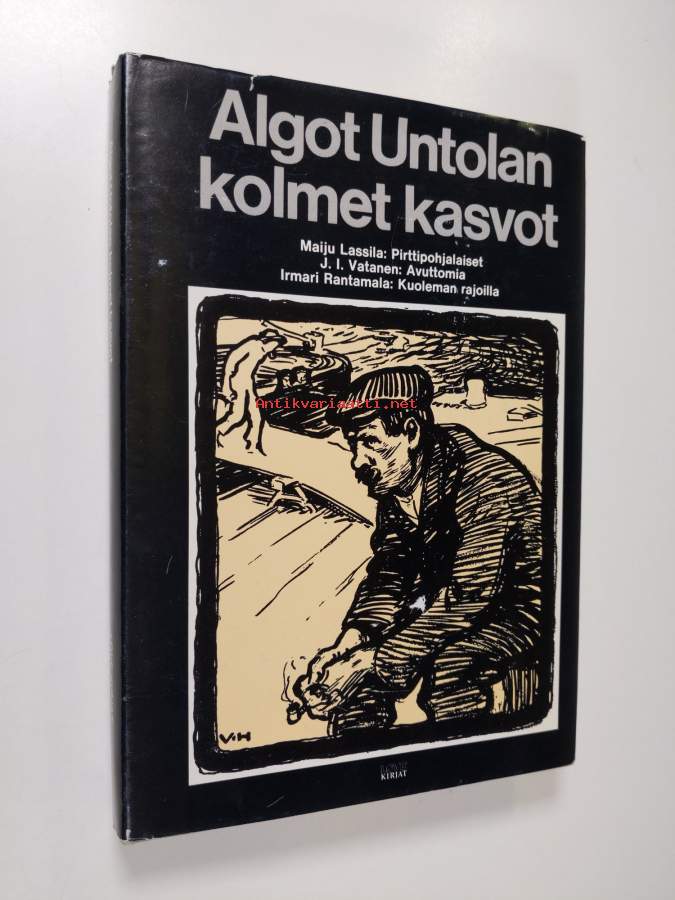 Algot Untolan
kolmet kasvot
Maiju Lassila: Pirttipohjalaiset
J. I. Vatanen: Avuttomia
Irmari Rantamala: Kuoleman rajoilla
Antikvariaatti.net
VH
LOVE
KIRJAT